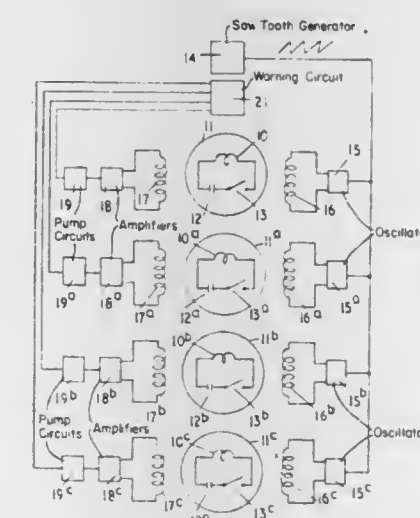 Saw Tooth Generator
14
Warning Circuit
21
11
10
15
19
18
17
12
13
16
Pump Circuits
Amplifiers
Oscillato
10a
11a
19a
18a
17a
12a
13a
16a
15a
10b
11b
19b
18b
17b
12b
13b
16b
15b
Pump Circuits
Amplifiers
10c
11c
Oscillato
19c
18c
17c
13c
16c
15c